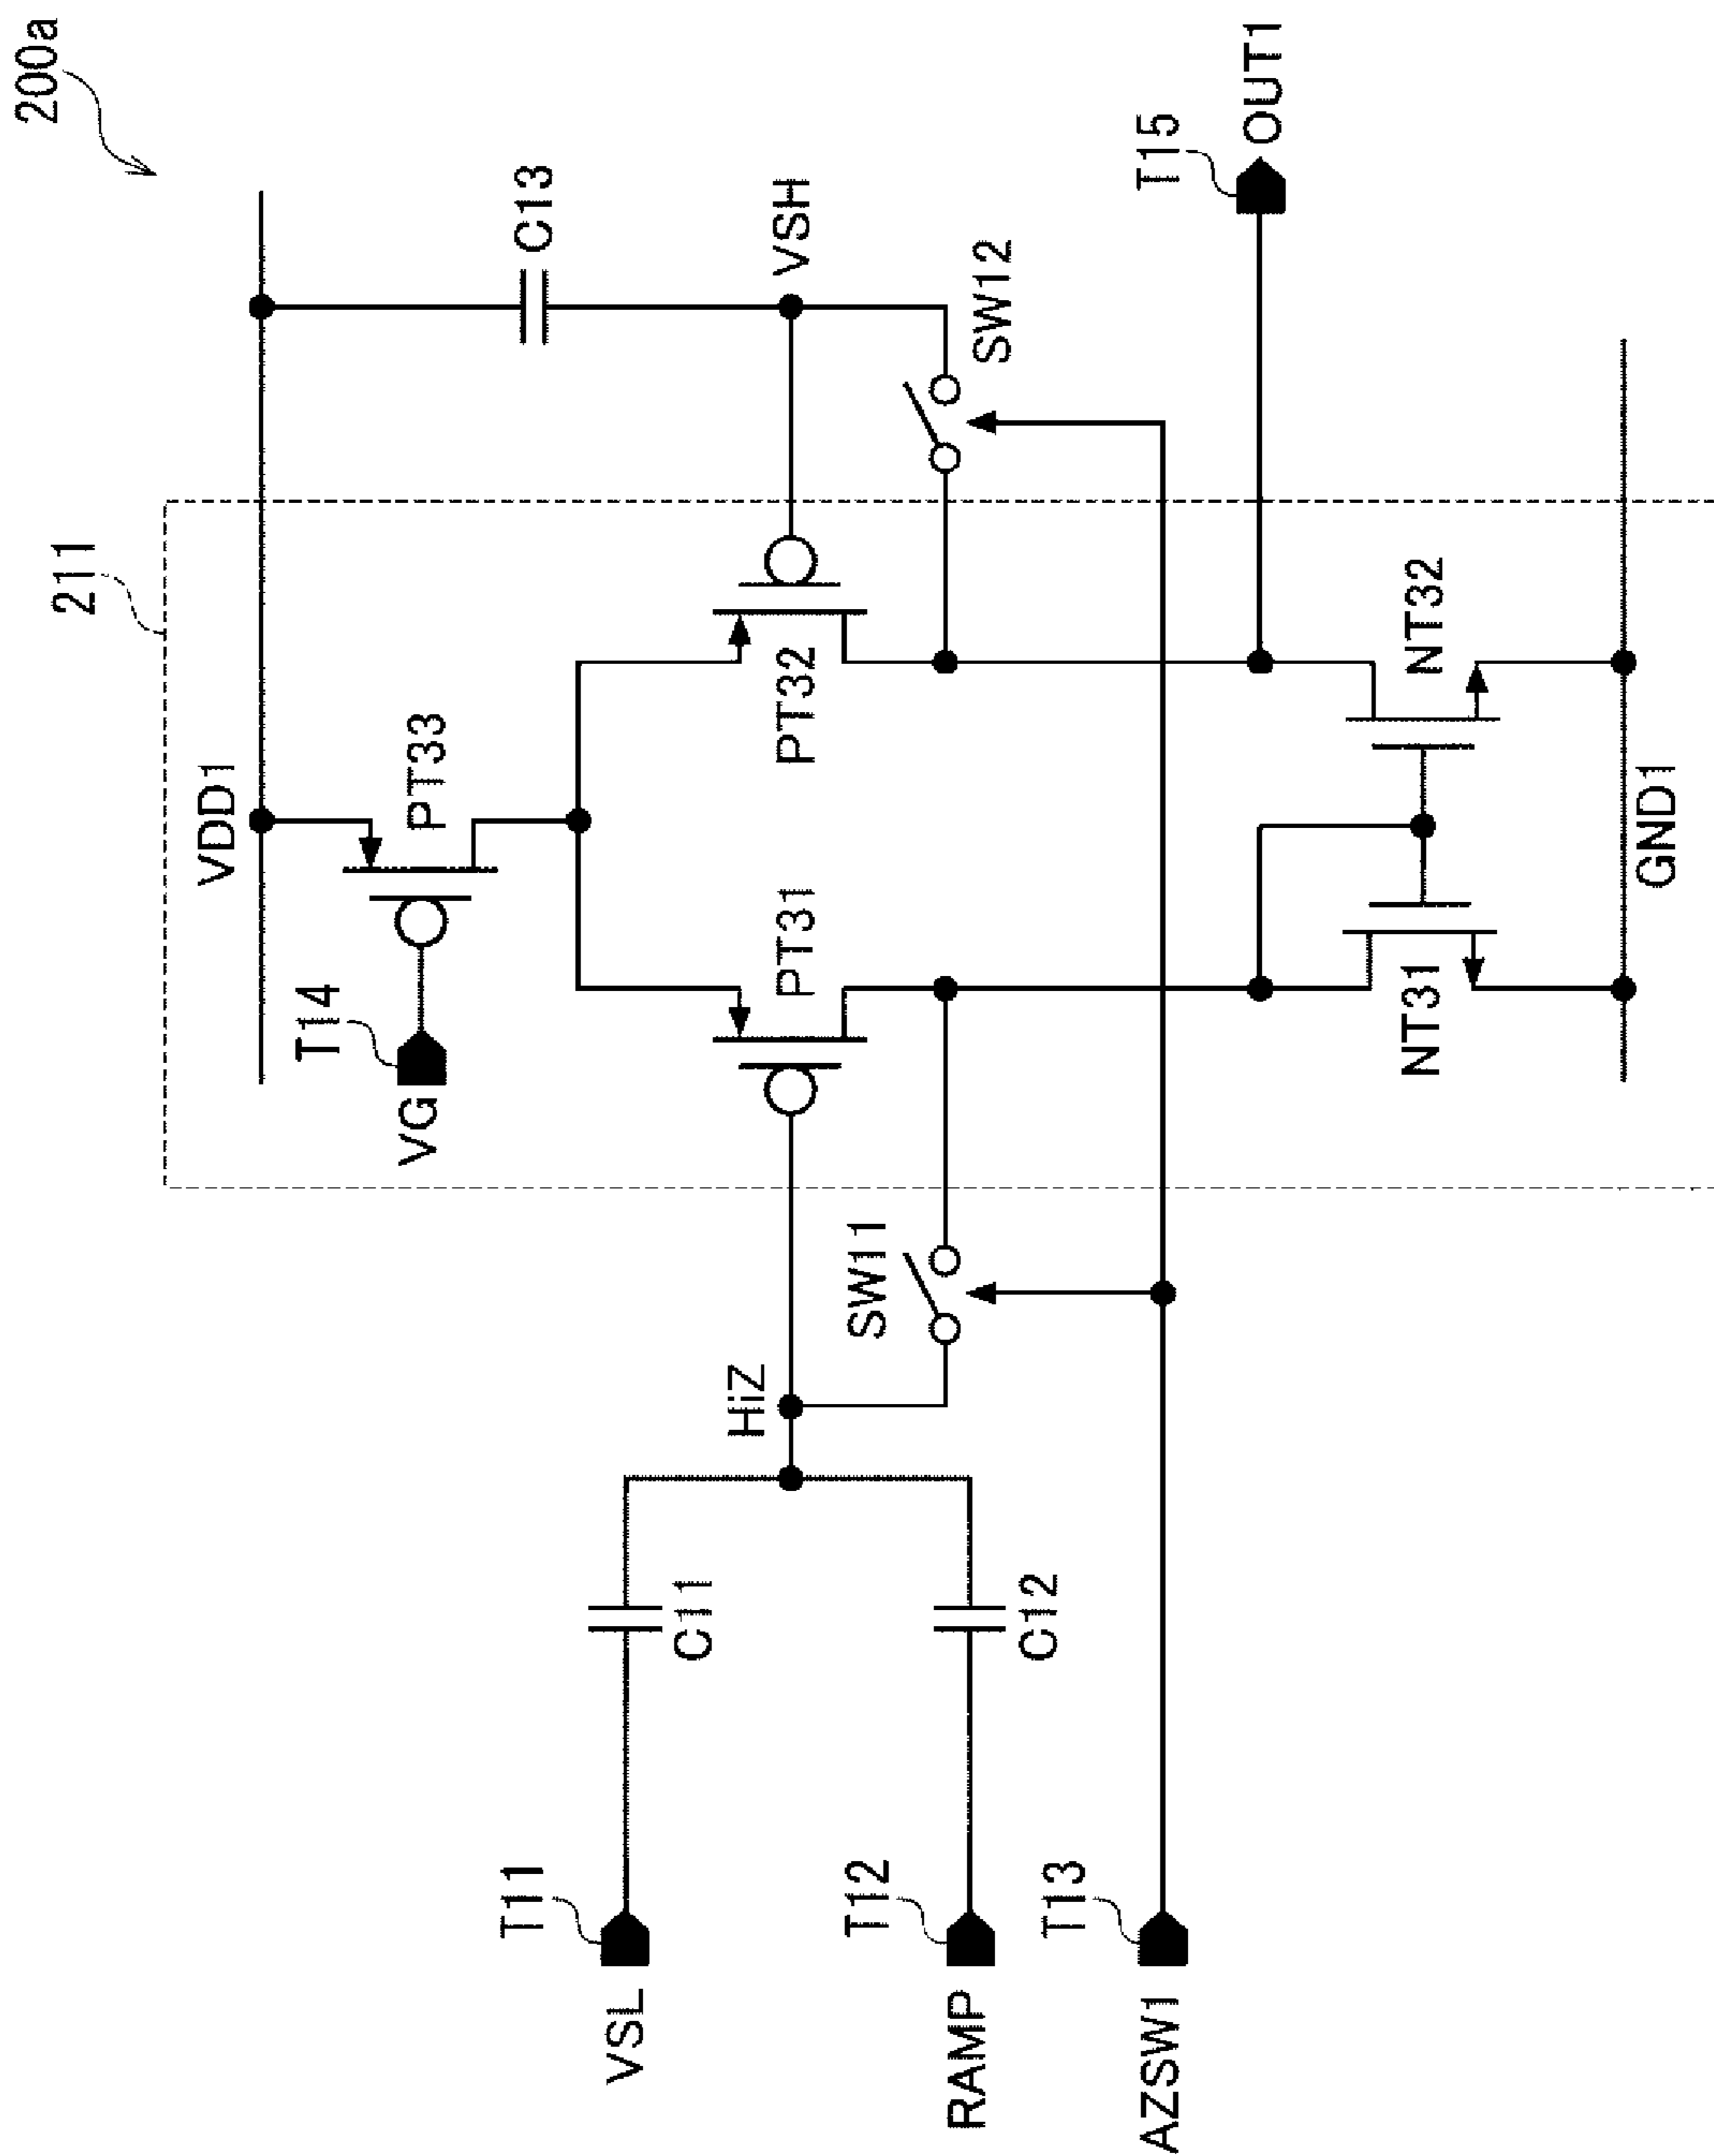 200a
211
VDD1
T14
VG
PT33
C13
VSH
PT31
PT32
SW12
T15
OUT1
HiZ
SW11
T11
VSL
C11
T12
RAMP
C12
T13
AZSW1
NT31
NT32
GND1